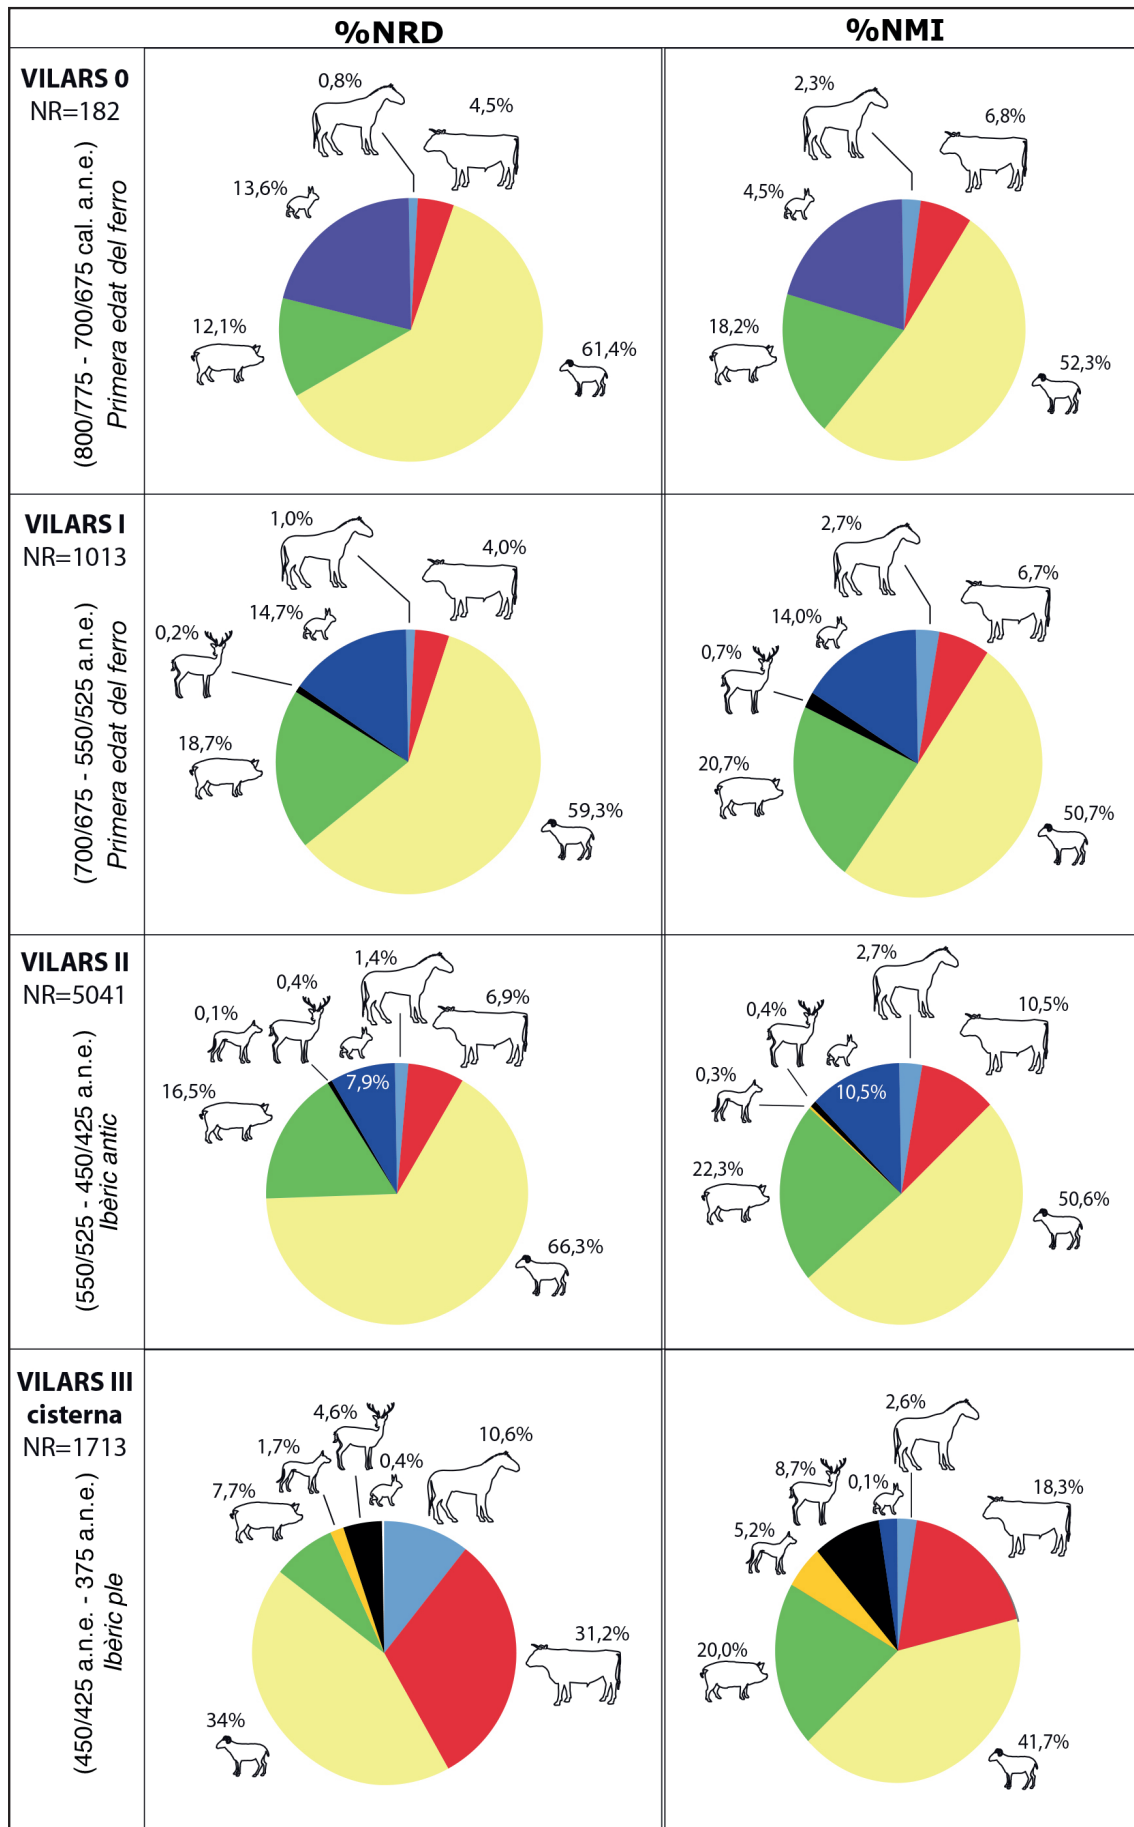 %NRD
%NMI
VILARS 0
NR=182
(800/775 - 700/675 cal. a.n.e.)
Primera edat del ferro
0,8%
4,5%
13,6%
12,1%
61,4%
2,3%
6,8%
4,5%
18,2%
52,3%
VILARS I
NR=1013
(700/675 - 550/525 a.n.e.)
Primera edat del ferro
1,0%
4,0%
14,7%
0,2%
18,7%
59,3%
2,7%
6,7%
14,0%
0,7%
20,7%
50,7%
VILARS II
NR=5041
(550/525 - 450/425 a.n.e.)
Ibèric antic
1,4%
6,9%
0,4%
0,1%
7,9%
16,5%
66,3%
2,7%
10,5%
0,4%
0,3%
10,5%
22,3%
50,6%
VILARS III
cisterna
NR=1713
(450/425 a.n.e. - 375 a.n.e.)
Ibèric ple
4,6%
10,6%
1,7%
0,4%
7,7%
31,2%
34%
2,6%
8,7%
0,1%
18,3%
5,2%
20,0%
41,7%